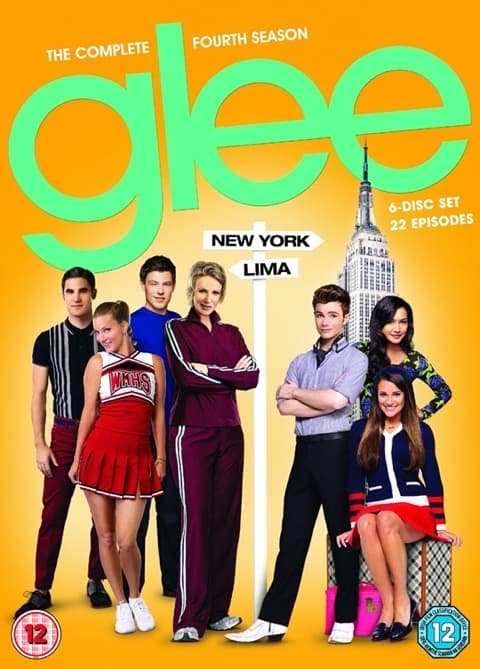 THE COMPLETE FOURTH SEASON
glee
6-DISC SET
22 EPISODES
NEW YORK
LIMA
WMHS
12
12